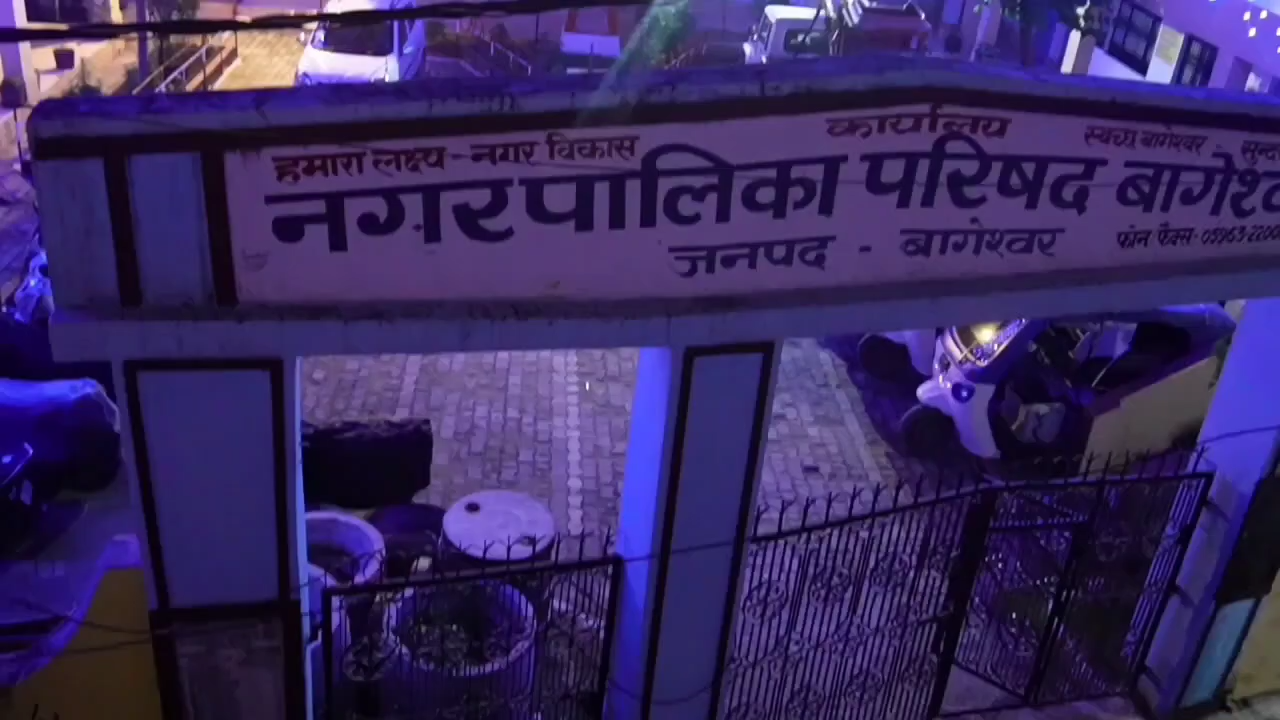 कार्यालय
हमारा लक्ष्य - नगर विकास
स्वच्छ बागेश्वर -
नगरपालिका परिषद
जनपद - बागेश्वर
फोन फैक्स-